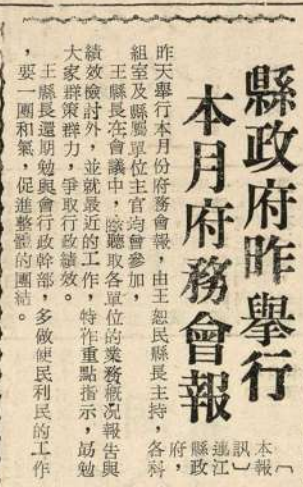 縣政府昨舉行
本月府務會報
〔本報
訊〕連江
縣政
府,
昨天舉行本月份府務會報,由王恕民縣長主持,各科
組室及縣屬單位主官均會參加,
王縣長在會議中,除聽取各單位的業務概況報告與
績效檢討外,並就最近的工作,特作重點指示,勗勉
大家群策群力,爭取行政績效。
王縣長還期勉與會行政幹部,多做便民利民的工作
,要一團和氣,促進整體的團結。